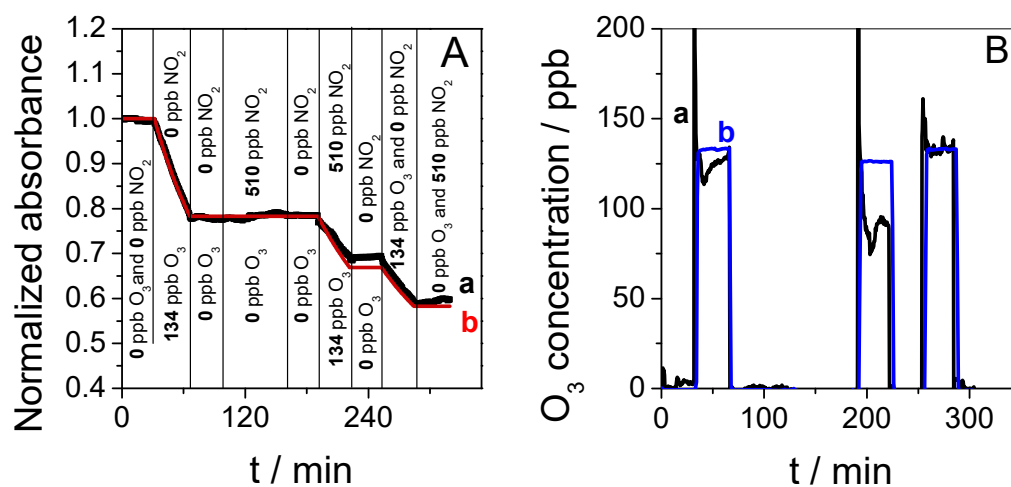 Normalized absorbance
1.2
1.1
1.0
0.9
0.8
0.7
0.6
0.5
0.4
0
120
240
t / min
A
0 ppb O3 and 0 ppb NO2
0 ppb NO2
134 ppb O3
0 ppb NO2
0 ppb O3
510 ppb NO2
0 ppb O3
0 ppb NO2
0 ppb O3
510 ppb NO2
134 ppb O3
0 ppb NO2
0 ppb O3
134 ppb O3 and 0 ppb NO2
0 ppb O3 and 510 ppb NO2
a
b
O3 concentration / ppb
200
150
100
50
0
0
100
200
300
t / min
B
a
b